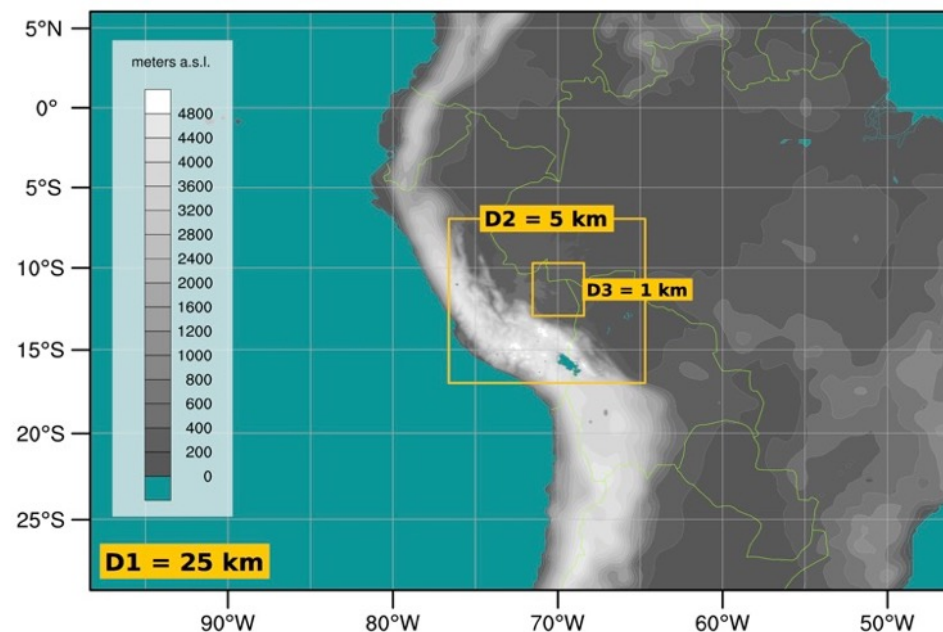 5°N
0°
5°S
10°S
15°S
20°S
25°S
meters a.s.l.
4800
4400
4000
3600
3200
2800
2400
2000
1600
1200
1000
800
600
400
200
0
D2 = 5 km
D3 = 1 km
D1 = 25 km
90°W
80°W
70°W
60°W
50°W